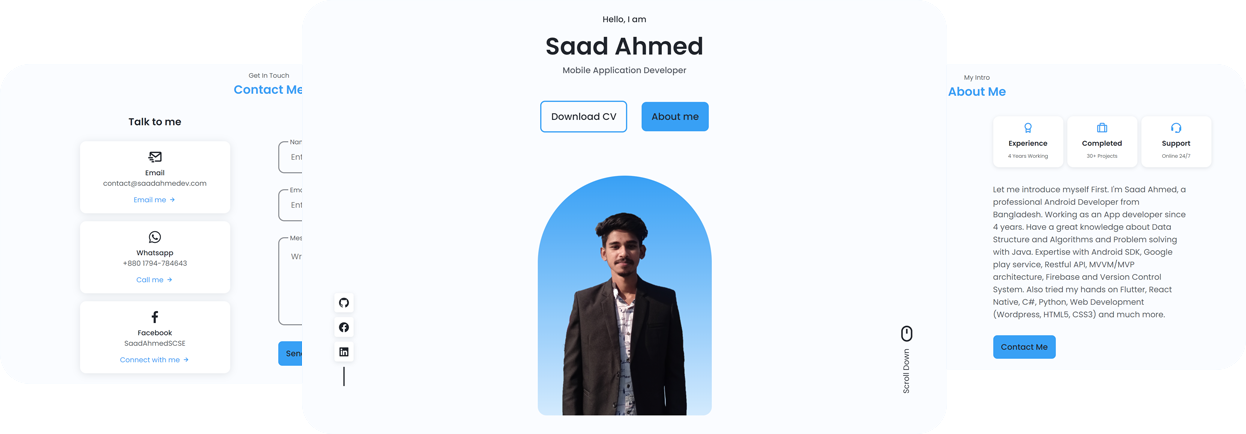 Get In Touch
Contact Me
Talk to me
Email
contact@saadahmedev.com
Email me
Whatsapp
+880 1794-784643
Call me
Facebook
SaadAhmedSCSE
Connect with me
Hello, I am
Saad Ahmed
Mobile Application Developer
Download CV
About me
Scroll Down
My Intro
About Me
Experience
4 Years Working
Completed
30+ Projects
Support
Online 24/7
Let me introduce myself First. I'm Saad Ahmed, a
professional Android Developer from
Bangladesh. Working as an App developer since
4 years. Have a great knowledge about Data
Structure and Algorithms and Problem solving
with Java. Expertise with Android SDK, Google
play service, Restful API, MVVM/MVP
architecture, Firebase and Version Control
System. Also tried my hands on Flutter, React
Native, C#, Python, Web Development
(Wordpress, HTML5, CSS3) and much more.
Contact Me